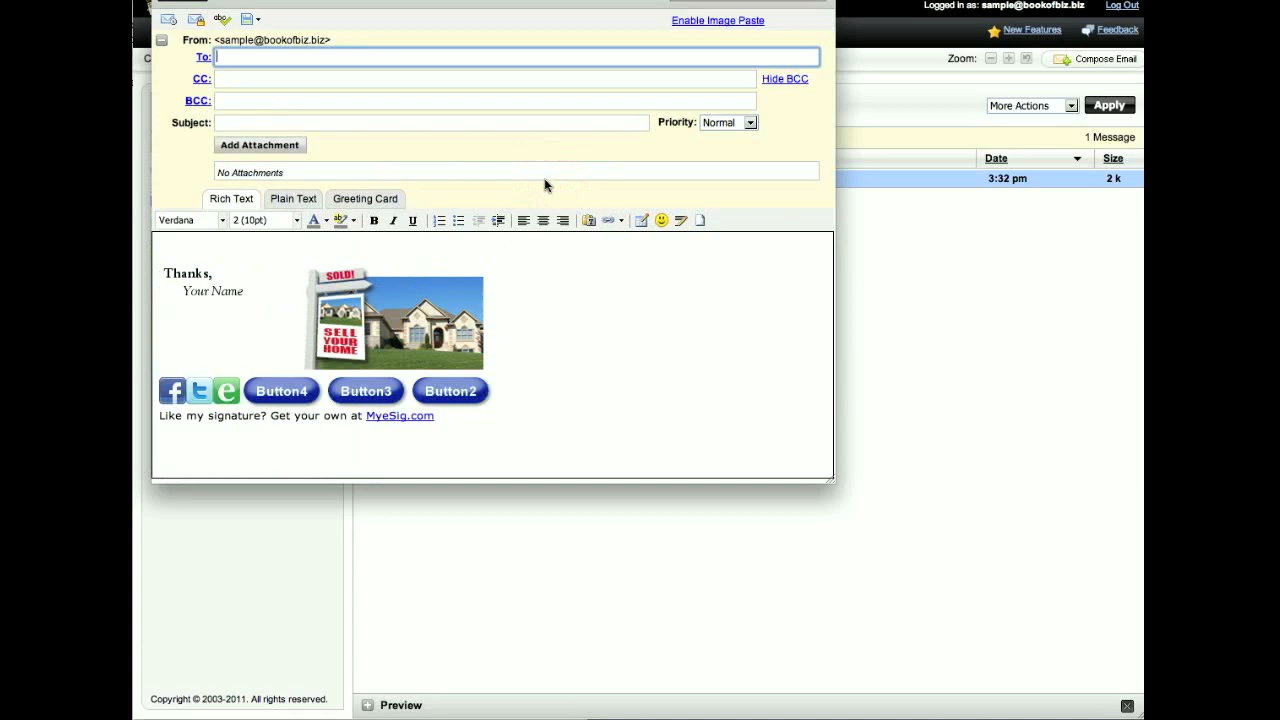 Logged in as: sample@bookofbiz.biz Log Out
New Features Feedback
Enable Image Paste
From: <sample@bookofbiz.biz>
To:
Zoom: Compose Email
CC: Hide BCC
BCC:
More Actions Apply
Subject: Priority: Normal
1 Message
Add Attachment
Date Size
No Attachments
3:32 pm 2 k
Rich Text Plain Text Greeting Card
Verdana 2 (10pt) A ab B I U
Thanks,
Your Name
SOLD!
SELL
YOUR
HOME
f t e Button4 Button3 Button2
Like my signature? Get your own at MyeSig.com
Copyright © 2003-2011. All rights reserved.
Preview